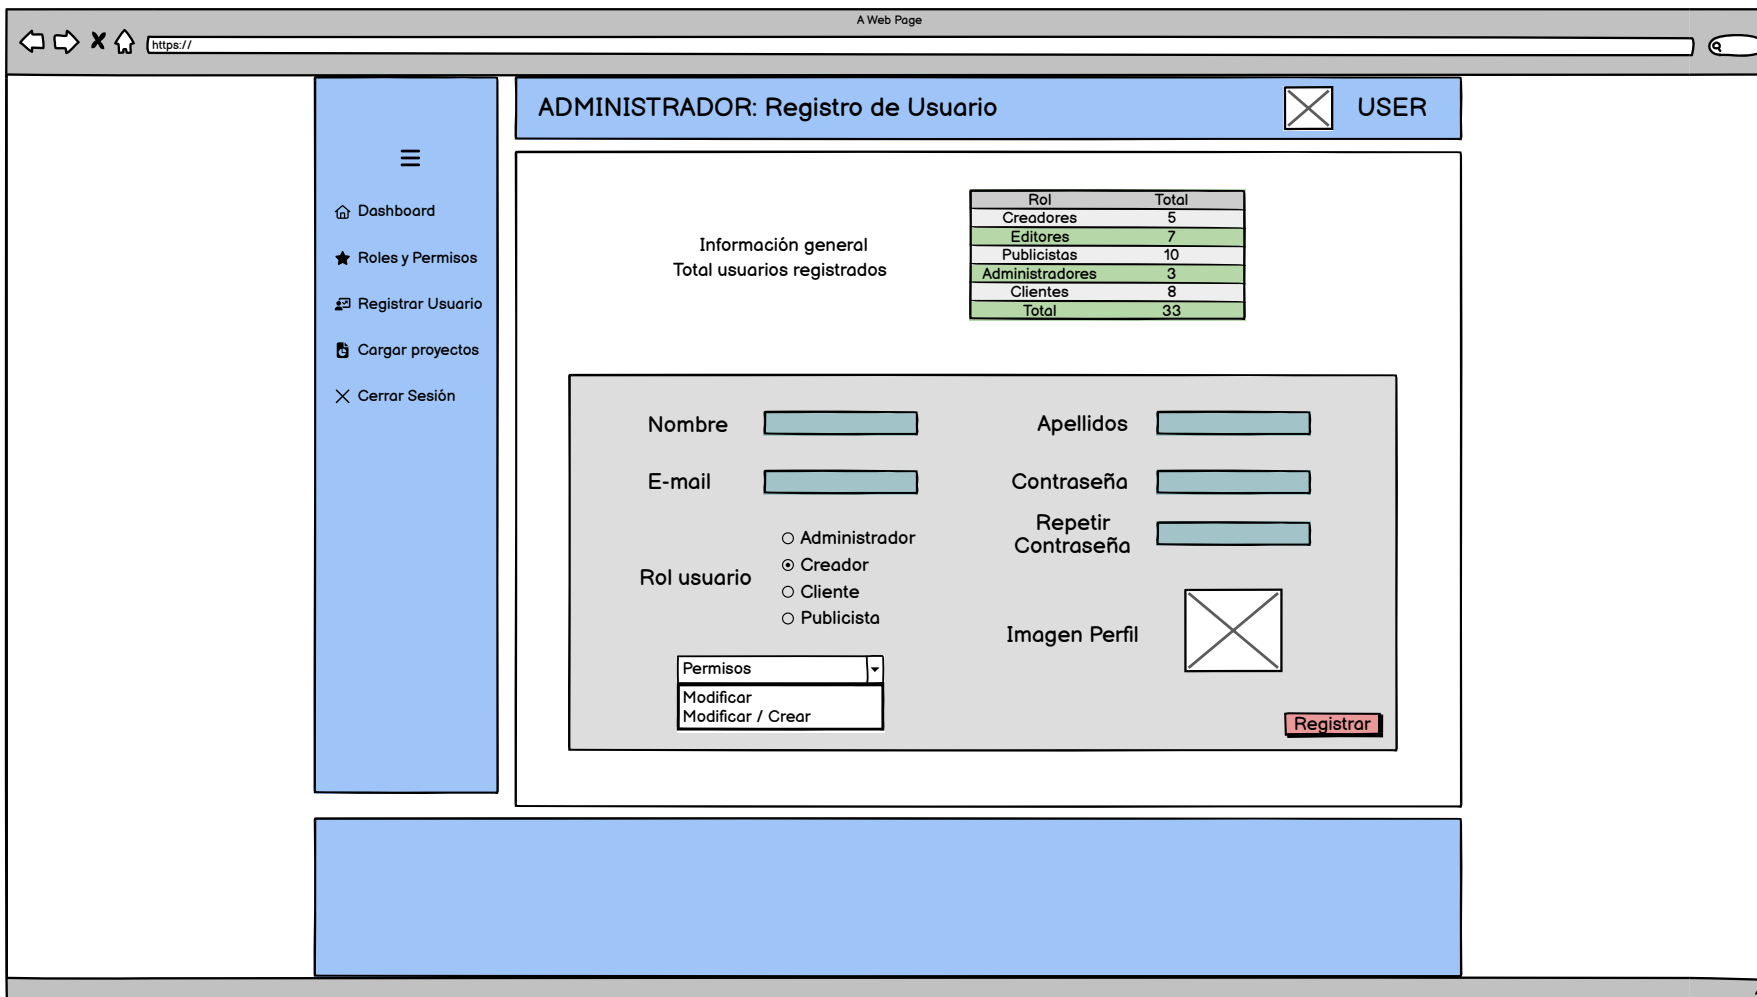 A Web Page
https://
ADMINISTRADOR: Registro de Usuario
USER
Dashboard
Roles y Permisos
Registrar Usuario
Cargar proyectos
Cerrar Sesión
Información general
Total usuarios registrados
Rol Total
Creadores 5
Editores 7
Publicistas 10
Administradores 3
Clientes 8
Total 33
Nombre
Apellidos
E-mail
Contraseña
Repetir
Contraseña
Rol usuario
Administrador
Creador
Cliente
Publicista
Imagen Perfil
Permisos
Modificar
Modificar / Crear
Registrar